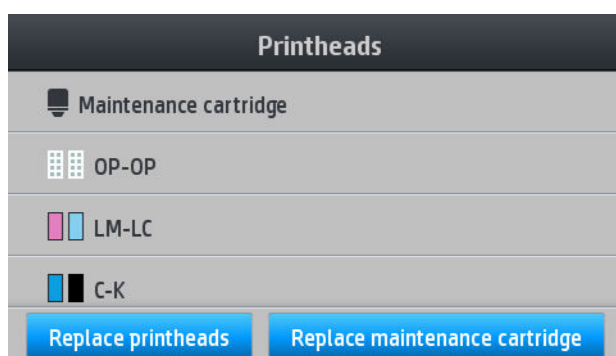 Printheads
Maintenance cartridge
OP-OP
LM-LC
C-K
Replace printheads Replace maintenance cartridge